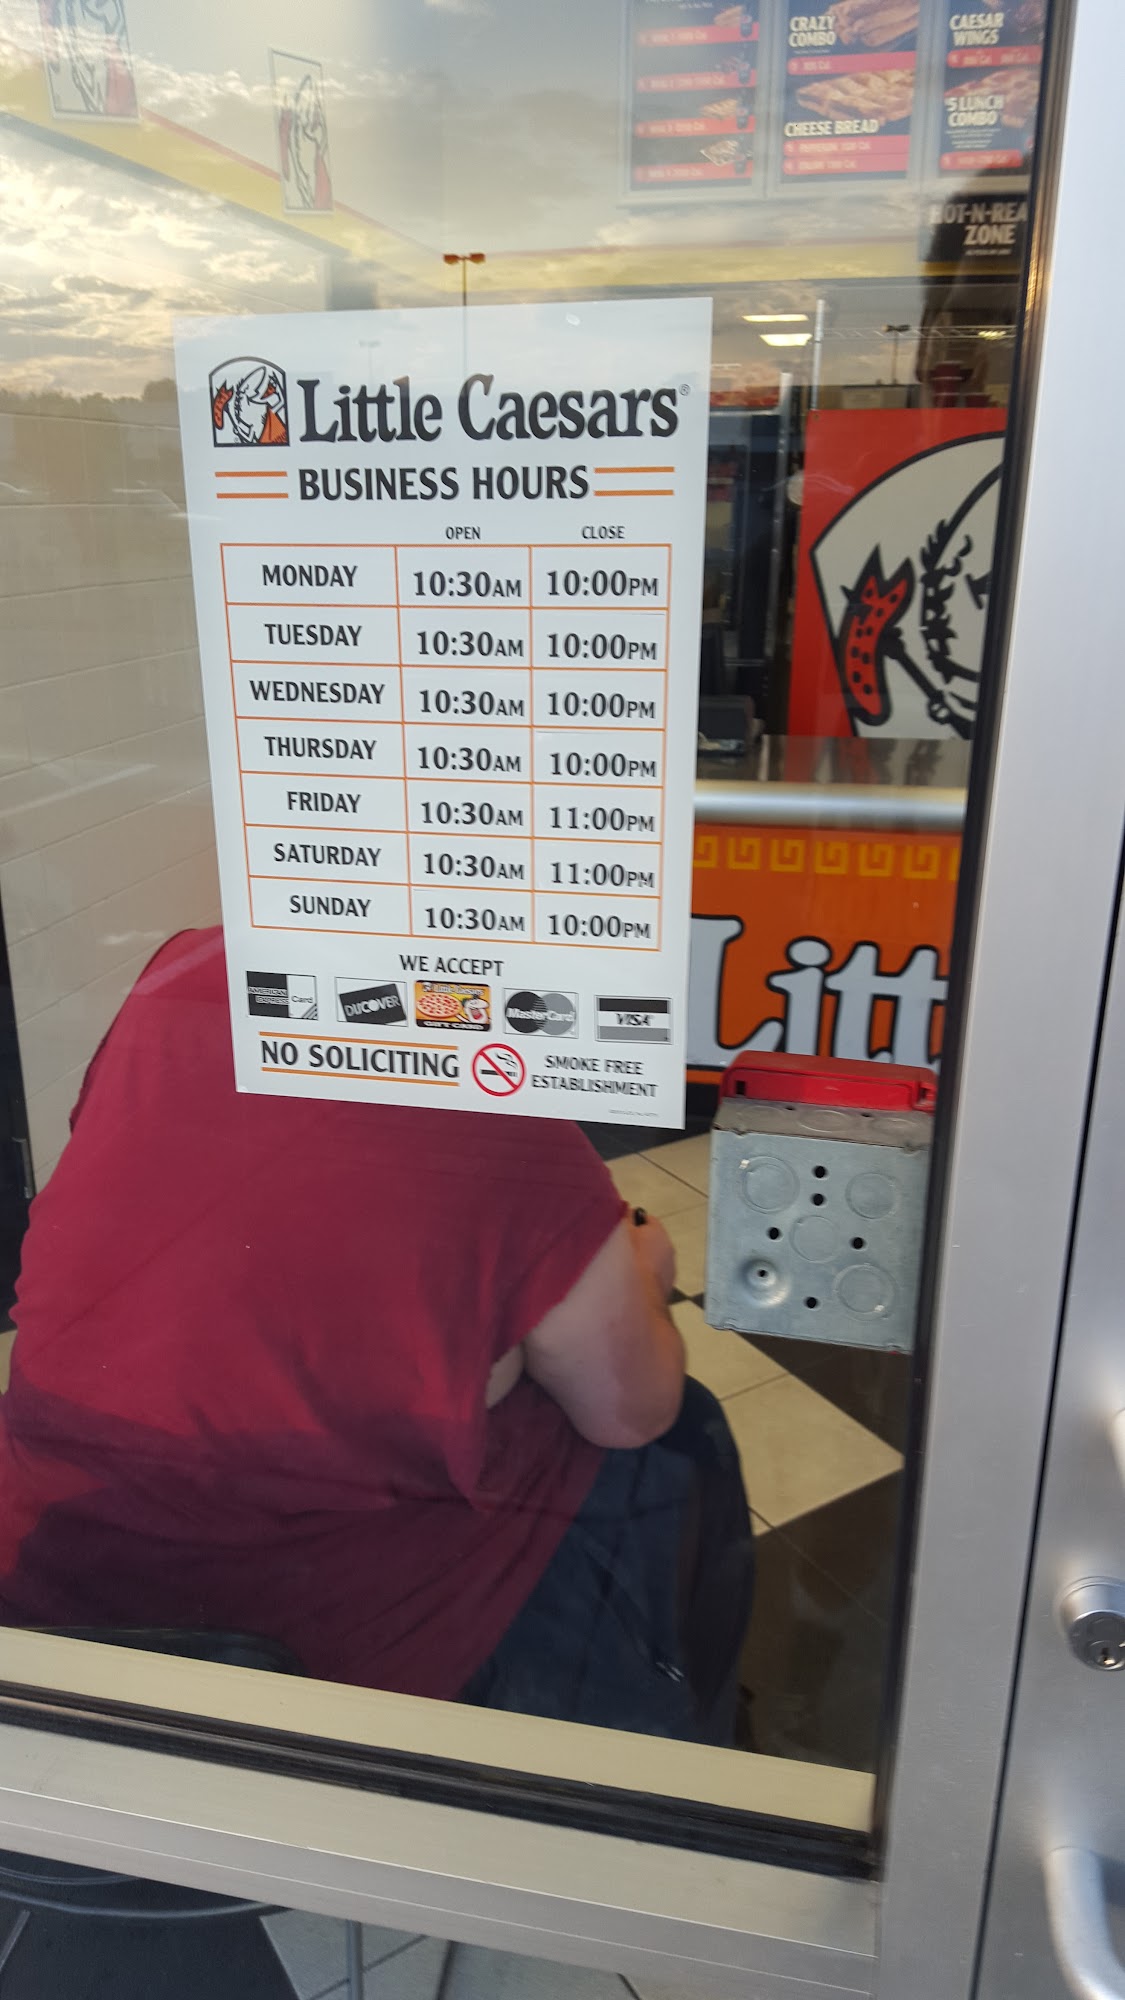 CRAZY
COMBO
CHEESE BREAD
CAESAR
WINGS
$5 LUNCH
COMBO
HOT-N-REA
ZONE
Little Caesars®
BUSINESS HOURS
OPEN CLOSE
MONDAY 10:30AM 10:00PM
TUESDAY 10:30AM 10:00PM
WEDNESDAY 10:30AM 10:00PM
THURSDAY 10:30AM 10:00PM
FRIDAY 10:30AM 11:00PM
SATURDAY 10:30AM 11:00PM
SUNDAY 10:30AM 10:00PM
WE ACCEPT
AMERICAN EXPRESS Card DISCOVER Little Caesars GIFT CARD MasterCard VISA
NO SOLICITING
SMOKE FREE
ESTABLISHMENT
Litt